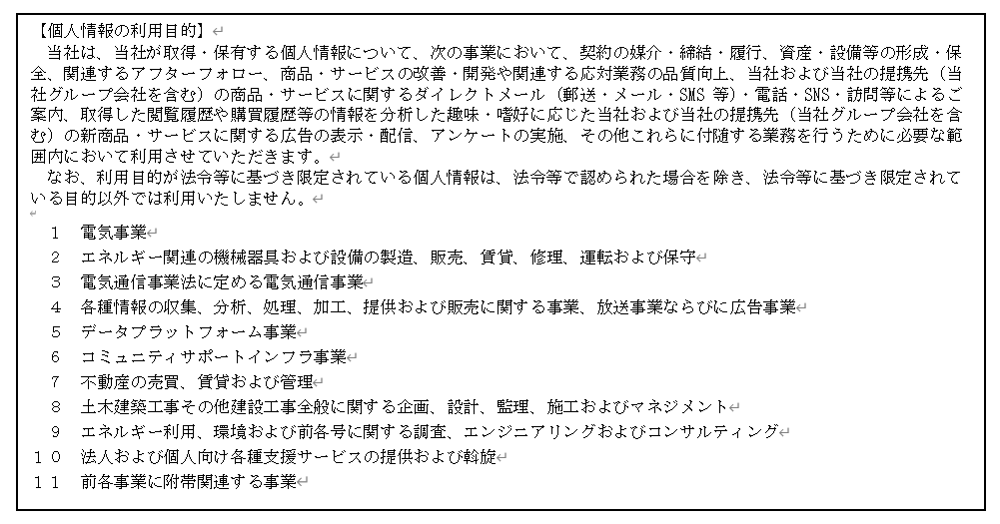 【個人情報の利用目的】
　当社は、当社が取得・保有する個人情報について、次の事業において、契約の媒介・締結・履行、資産・設備等の形成・保
全、関連するアフターフォロー、商品・サービスの改善・開発や関連する応対業務の品質向上、当社および当社の提携先（当
社グループ会社を含む）の商品・サービスに関するダイレクトメール（郵送・メール・SMS 等）・電話・SNS・訪問等によるご
案内、取得した閲覧履歴や購買履歴等の情報を分析した趣味・嗜好に応じた当社および当社の提携先（当社グループ会社を含
む）の新商品・サービスに関する広告の表示・配信、アンケートの実施、その他これらに付随する業務を行うために必要な範
囲内において利用させていただきます。
　なお、利用目的が法令等に基づき限定されている個人情報は、法令等で認められた場合を除き、法令等に基づき限定されて
いる目的以外では利用いたしません。
１　電気事業
２　エネルギー関連の機械器具および設備の製造、販売、賃貸、修理、運転および保守
３　電気通信事業法に定める電気通信事業
４　各種情報の収集、分析、処理、加工、提供および販売に関する事業、放送事業ならびに広告事業
５　データプラットフォーム事業
６　コミュニティサポートインフラ事業
７　不動産の売買、賃貸および管理
８　土木建築工事その他建設工事全般に関する企画、設計、監理、施工およびマネジメント
９　エネルギー利用、環境および前各号に関する調査、エンジニアリングおよびコンサルティング
１０　法人および個人向け各種支援サービスの提供および斡旋
１１　前各事業に附帯関連する事業